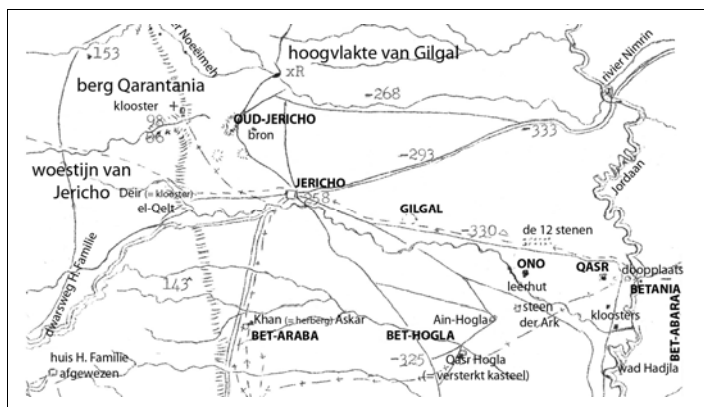 153
rivier Noeëimeh
hoogvlakte van Gilgal
xR
rivier Nimrin
berg Qarantania
klooster
-268
98
66
OUD-JERICHO
bron
-333
-293
woestijn van
Jericho
Deir (= klooster)
el-Qelt
JERICHO
-258
Jordaan
GILGAL
-330
de 12 stenen
ONO
leerhut
QASR
doopplaats
BETANIA
BET-ABARA
dwarsweg H. Familie
143
Ain-Hogla
steen
der Ark
kloosters
Khan (= herberg) Askar
BET-ARABA
BET-HOGLA
huis H. Familie
afgewezen
-325
Qasr Hogla
(= versterkt kasteel)
wad Hadjla